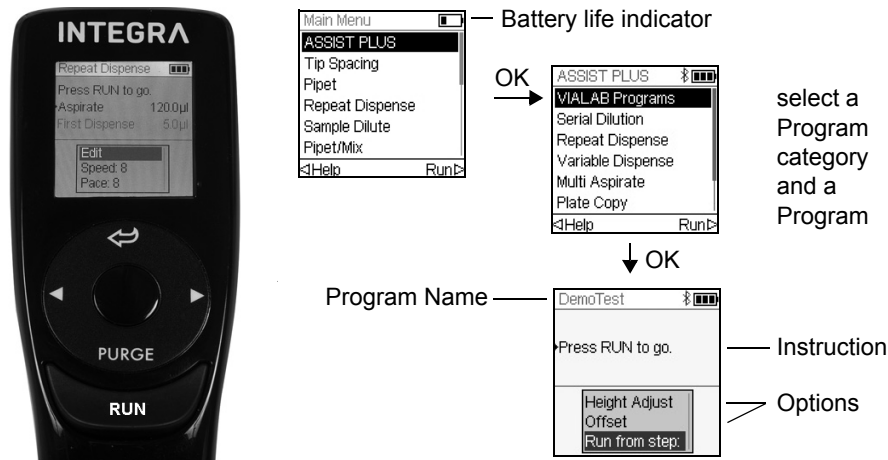 INTEGRA
Repeat Dispense
Press RUN to go.
Aspirate 120.0µl
First Dispense 5.0µl
Edit
Speed: 8
Pace: 8
PURGE
RUN
Main Menu
ASSIST PLUS
Tip Spacing
Pipet
Repeat Dispense
Sample Dilute
Pipet/Mix
Help Run
Battery life indicator
OK
ASSIST PLUS
VIALAB Programs
Serial Dilution
Repeat Dispense
Variable Dispense
Multi Aspirate
Plate Copy
Help Run
select a
Program
category
and a
Program
OK
Program Name
DemoTest
Press RUN to go.
Height Adjust
Offset
Run from step:
Instruction
Options